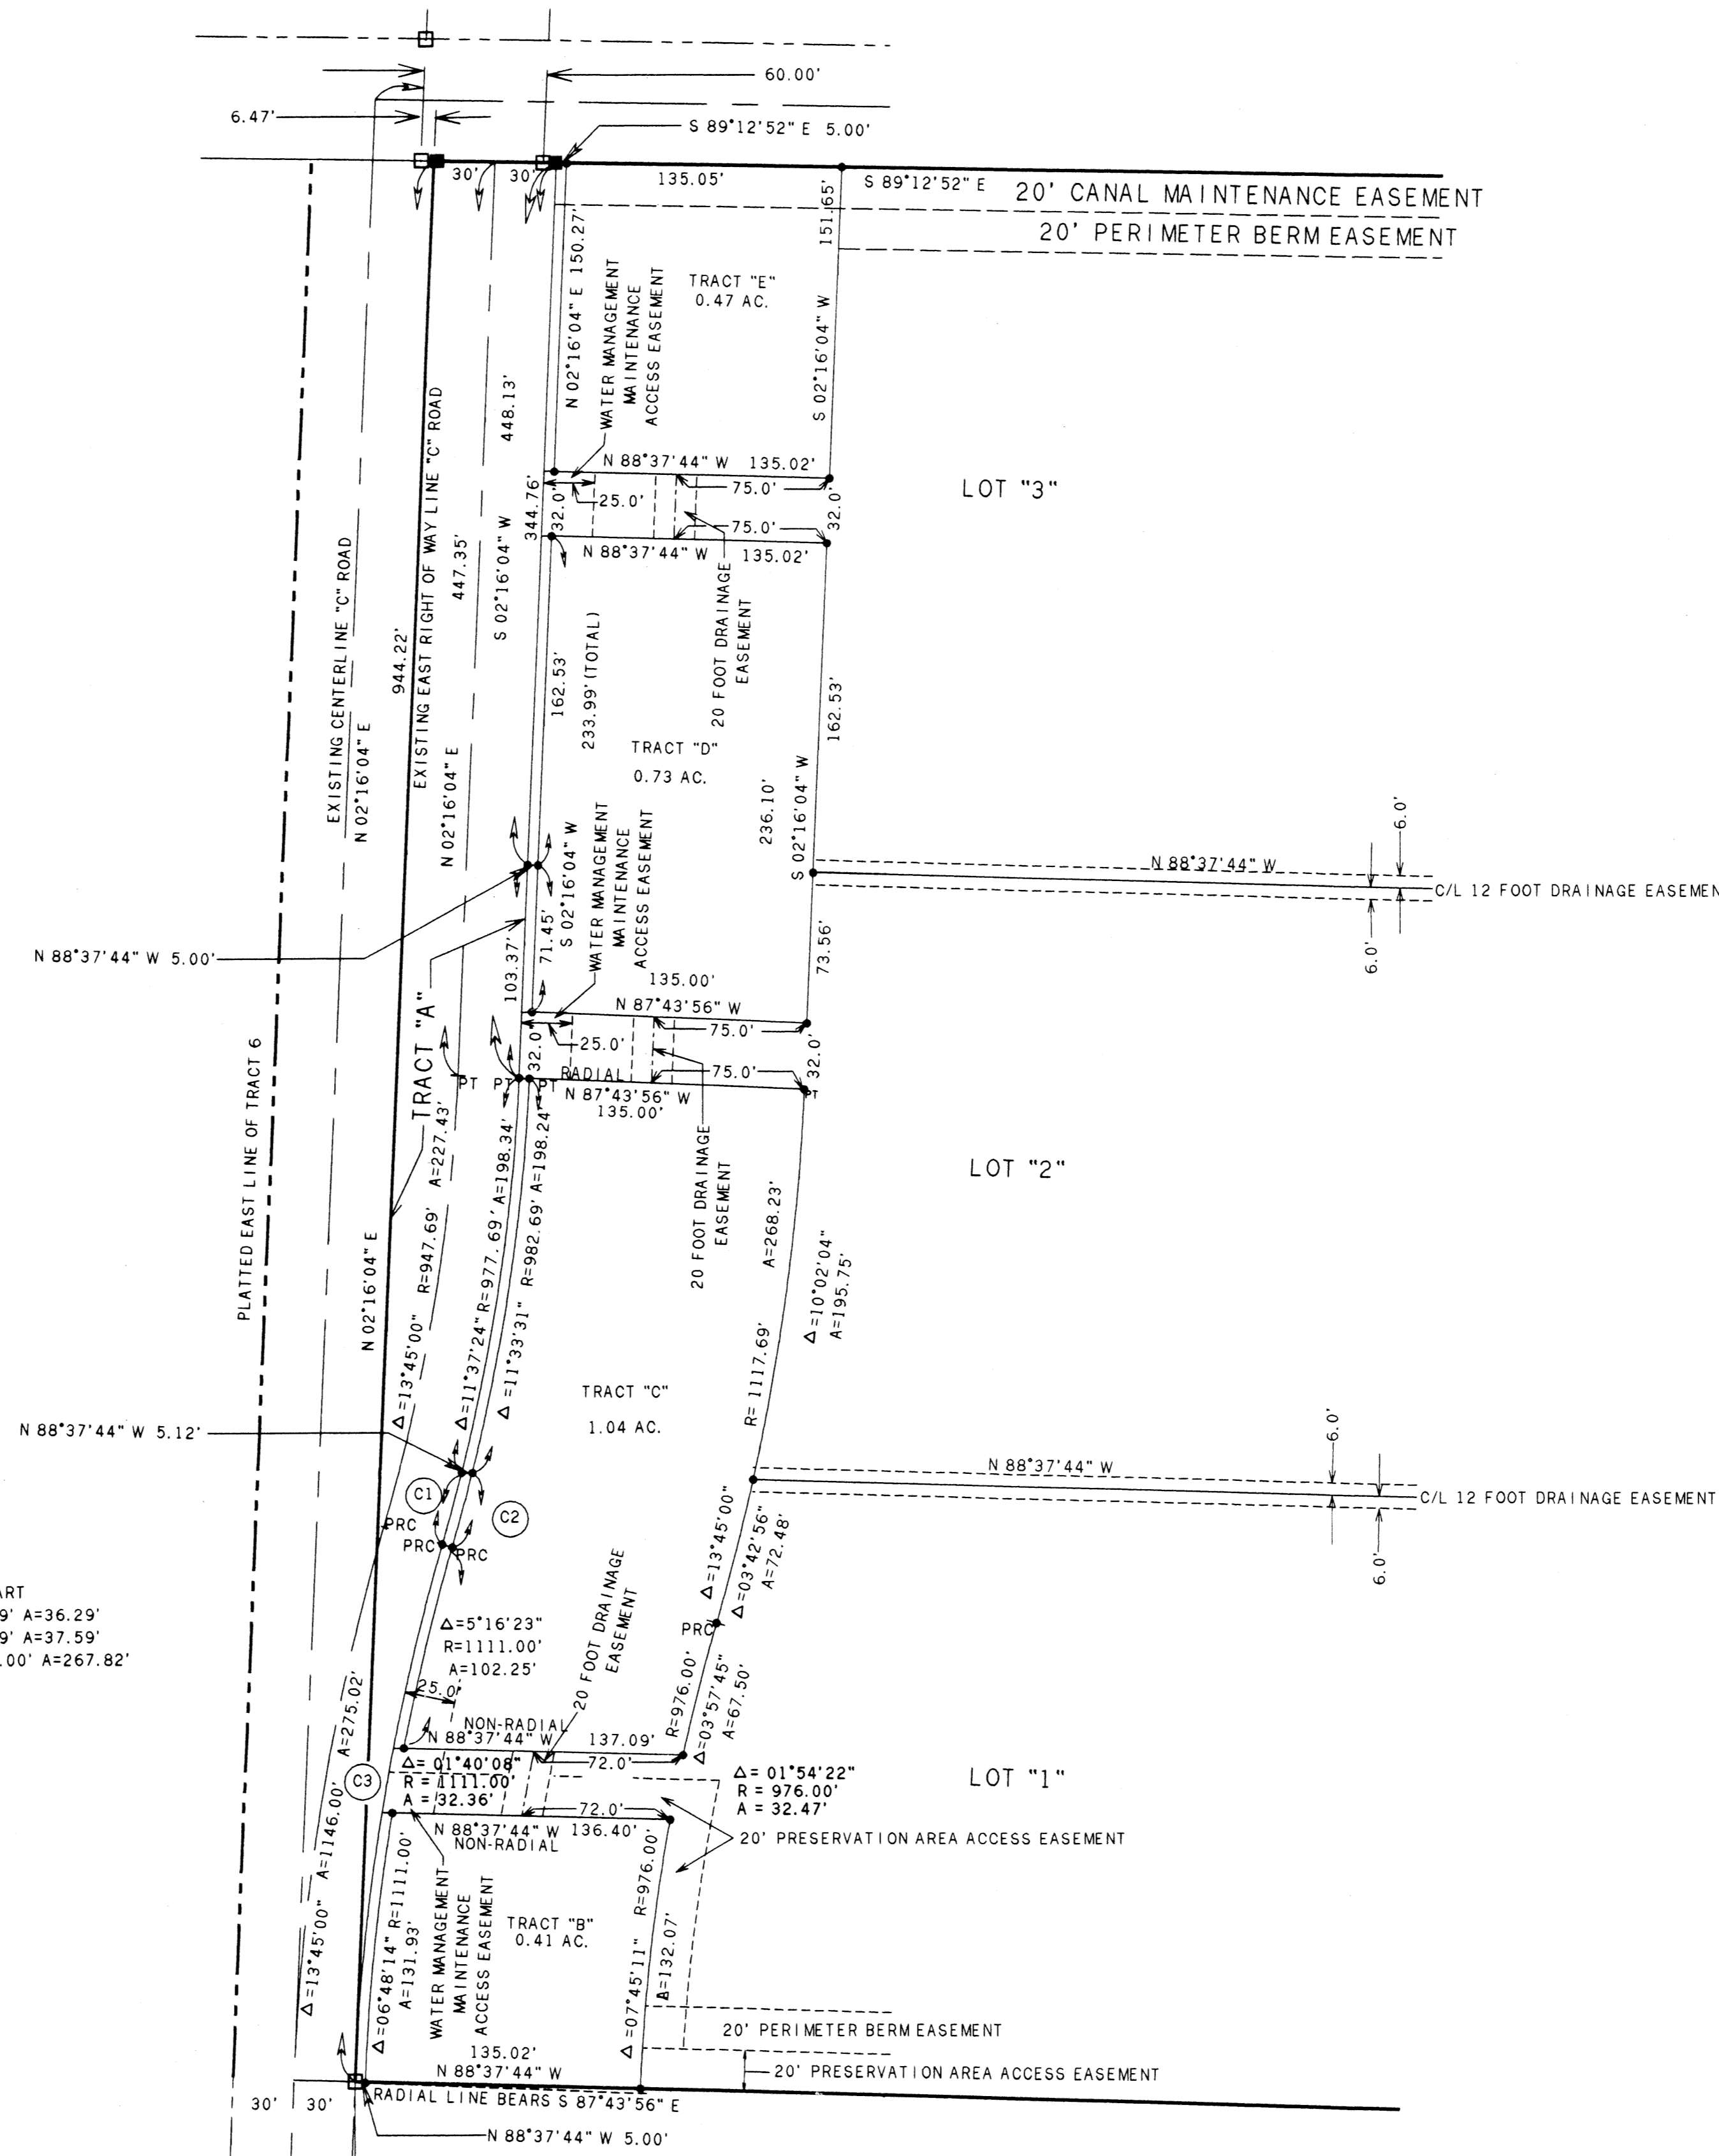 60.00'
6.47'
S 89°12'52" E 5.00'
30'
30'
135.05'
S 89°12'52" E
20' CANAL MAINTENANCE EASEMENT
20' PERIMETER BERM EASEMENT
151.65'
N 02°16'04" E 150.27'
WATER MANAGEMENT
MAINTENANCE
ACCESS EASEMENT
TRACT "E"
0.47 AC.
S 02°16'04" W
448.13'
N 88°37'44" W 135.02'
75.0'
25.0'
32.0'
32.0'
344.76'
75.0'
N 88°37'44" W 135.02'
LOT "3"
EXISTING CENTERLINE "C" ROAD
N 02°16'04" E
944.22'
EXISTING EAST RIGHT OF WAY LINE "C" ROAD
447.35'
N 02°16'04" E
S 02°16'04" W
162.53'
233.99' (TOTAL)
20 FOOT DRAINAGE
EASEMENT
162.53'
TRACT "D"
0.73 AC.
236.10'
S 02°16'04" W
N 88°37'44" W
6.0'
6.0'
C/L 12 FOOT DRAINAGE EASEMEN
N 88°37'44" W 5.00'
103.37'
71.45'
S 02°16'04" W
WATER MANAGEMENT
MAINTENANCE
ACCESS EASEMENT
73.56'
135.00'
N 87°43'56" W
75.0'
25.0'
32.0'
32.0'
75.0'
RADIAL
N 87°43'56" W
135.00'
PT
PT
PT
PT
TRACT "A"
PLATTED EAST LINE OF TRACT 6
N 02°16'04" E
Δ=13°45'00" R=947.69' A=227.43'
Δ=11°37'24" R=977.69' A=198.34'
Δ=11°33'31" R=982.69' A=198.24'
20 FOOT DRAINAGE
EASEMENT
R= 1117.69' A=268.23'
Δ=10°02'04"
A=195.75'
LOT "2"
TRACT "C"
1.04 AC.
N 88°37'44" W 5.12'
C1
C2
PRC
PRC
PRC
N 88°37'44" W
6.0'
6.0'
C/L 12 FOOT DRAINAGE EASEMENT
Δ=13°45'00"
Δ=03°42'56"
A=72.48'
PRC
ART
9' A=36.29'
9' A=37.59'
.00' A=267.82'
Δ=5°16'23"
R=1111.00'
A=102.25'
25.0'
20 FOOT DRAINAGE
EASEMENT
R=976.00'
Δ=03°57'45"
A=67.50'
NON-RADIAL
N 88°37'44" W 137.09'
72.0'
Δ= 01°40'08"
R = 1111.00'
A = 32.36'
C3
Δ= 01°54'22"
R = 976.00'
A = 32.47'
LOT "1"
72.0'
N 88°37'44" W 136.40'
NON-RADIAL
20' PRESERVATION AREA ACCESS EASEMENT
Δ=13°45'00" A=1146.00' A=275.02'
Δ=06°48'14" R=1111.00'
A=131.93'
WATER MANAGEMENT
MAINTENANCE
ACCESS EASEMENT
TRACT "B"
0.41 AC.
Δ=07°45'11" R=976.00'
A=132.07'
20' PERIMETER BERM EASEMENT
135.02'
N 88°37'44" W
20' PRESERVATION AREA ACCESS EASEMENT
RADIAL LINE BEARS S 87°43'56" E
30'
30'
N 88°37'44" W 5.00'